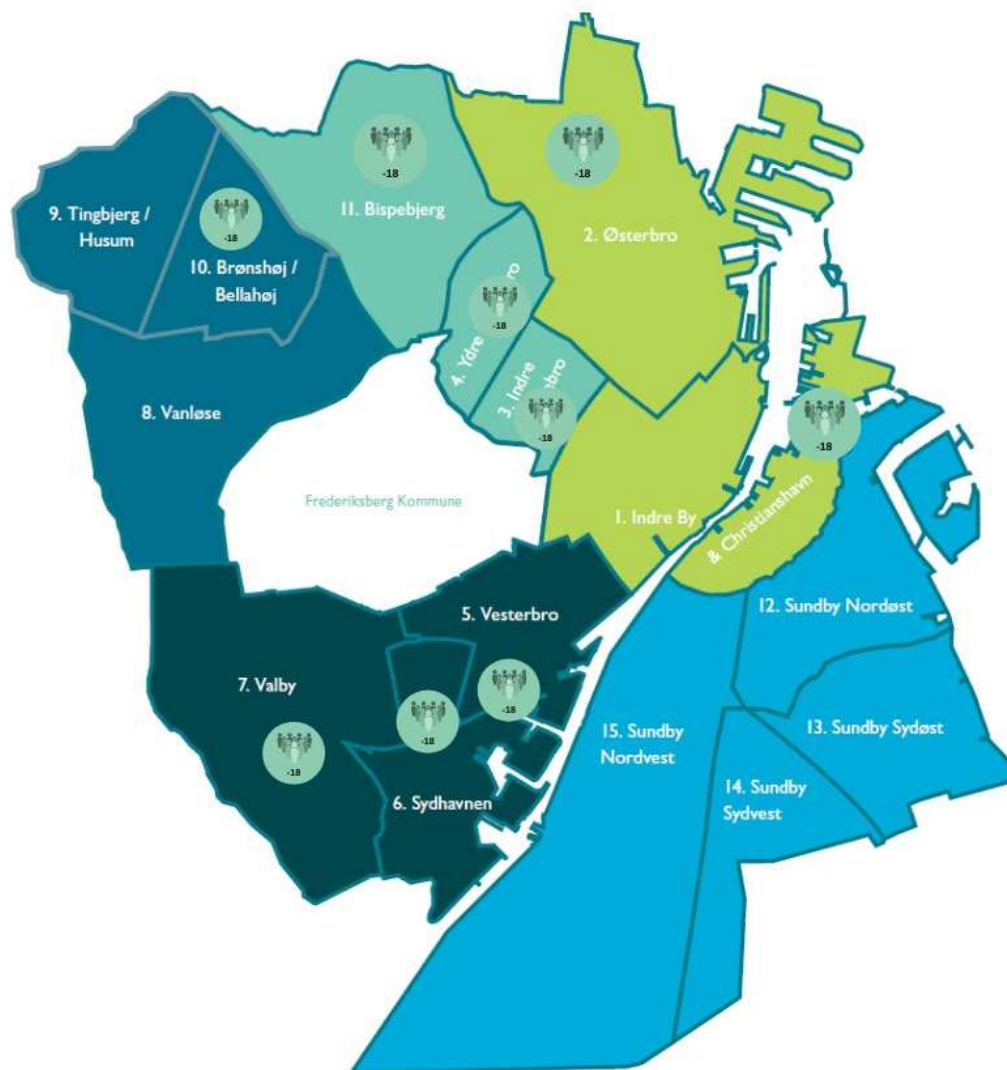 -18
-18
9. Tingbjerg /
Husum
11. Bispebjerg
-18
2. Østerbro
10. Brønshøj /
Bellahøj
-18
4. Ydre
ro
8. Vanløse
3. Indre
ebro
-18
-18
Frederiksberg Kommune
1. Indre By
& Christianshavn
5. Vesterbro
12. Sundby Nordøst
7. Valby
-18
-18
-18
15. Sundby
Nordvest
13. Sundby Sydøst
14. Sundby
Sydvest
6. Sydhavnen